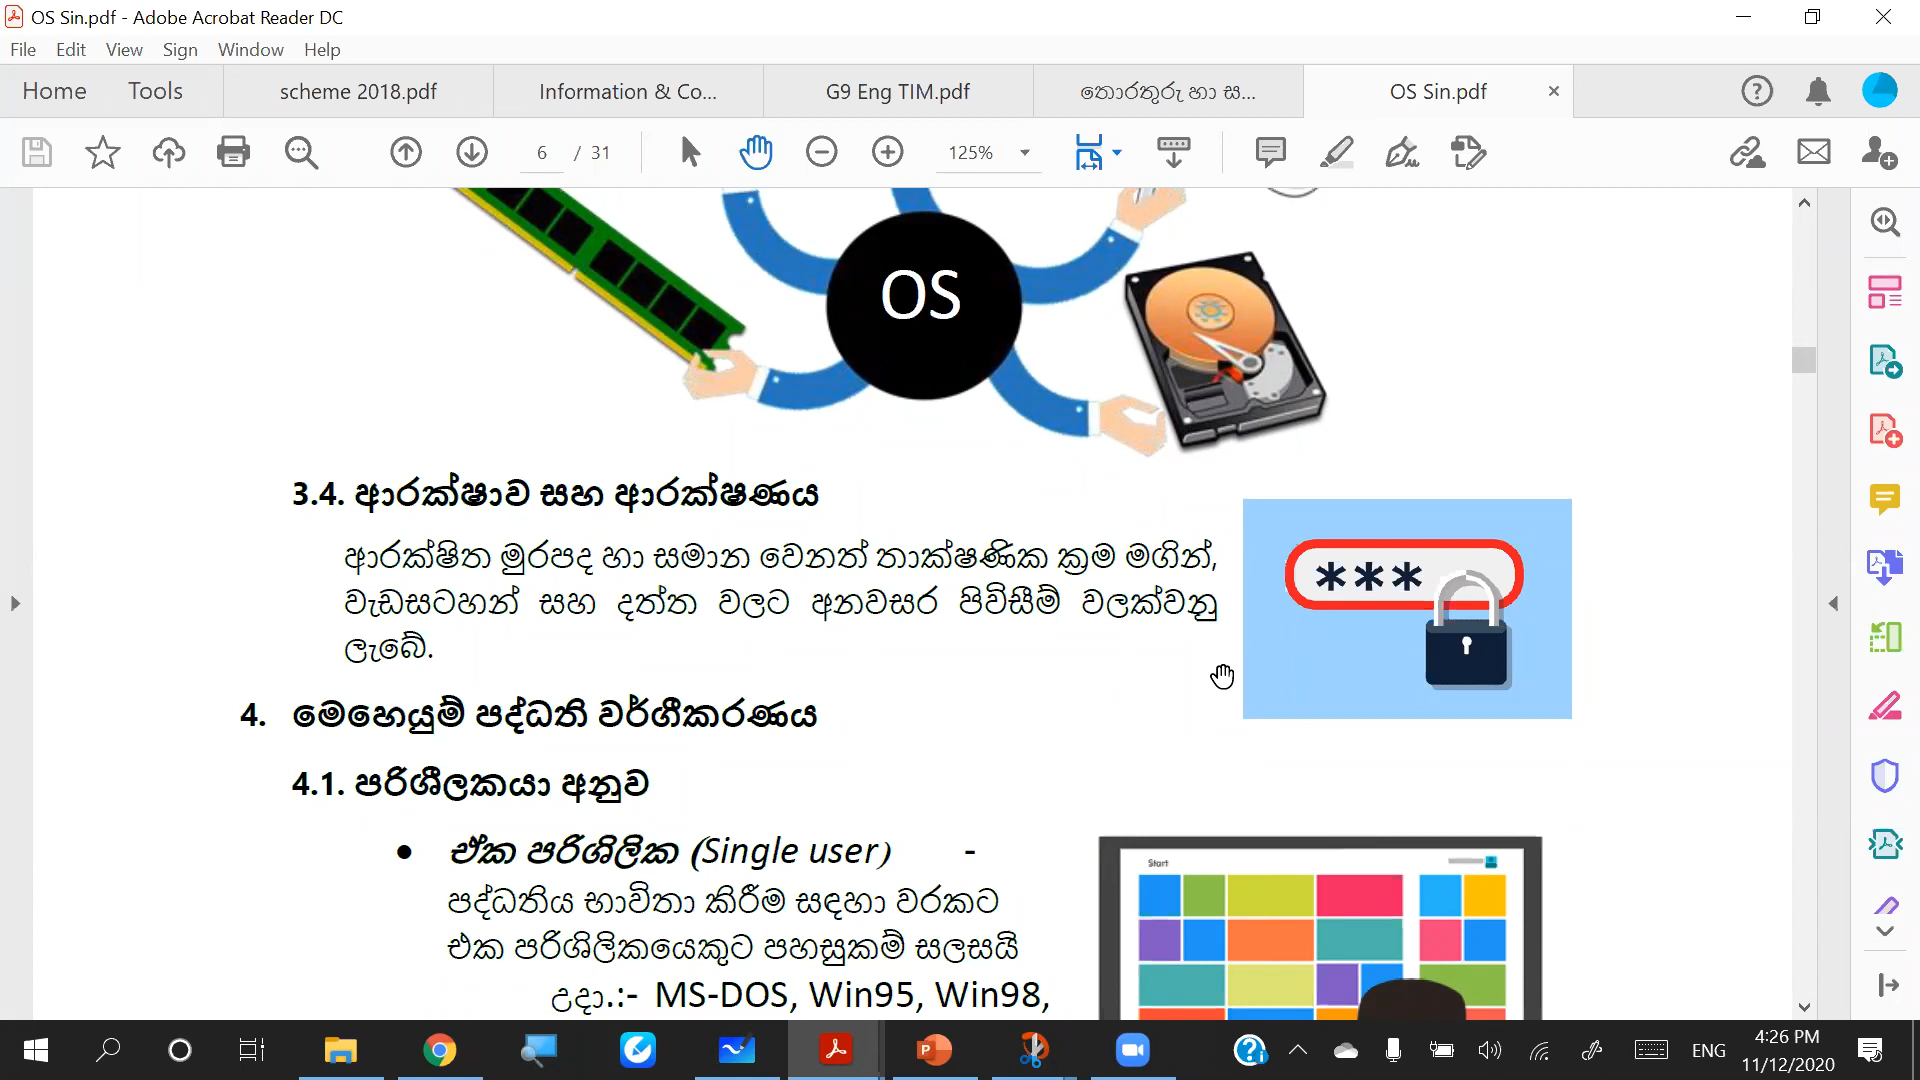 OS Sin.pdf - Adobe Acrobat Reader DC
File Edit View Sign Window Help
Home Tools scheme 2018.pdf Information & Co... G9 Eng TIM.pdf තොරතුරු හා ස... OS Sin.pdf
6 / 31 125%
OS
3.4. ආරක්ෂාව සහ ආරක්ෂණය
ආරක්ෂිත මුරපද හා සමාන වෙනත් තාක්ෂණික ක්‍රම මගින්,
වැඩසටහන් සහ දත්ත වලට අනවසර පිවිසීම් වලක්වනු
ලැබේ.
***
4. මෙහෙයුම් පද්ධති වර්ගීකරණය
4.1. පරිශීලකයා අනුව
• ඒක පරිශිලික (Single user) -
පද්ධතිය භාවිතා කිරීම සඳහා වරකට
එක පරිශිලිකයෙකුට පහසුකම් සලසයි
උදා.:- MS-DOS, Win95, Win98,
Start
ENG
4:26 PM
11/12/2020